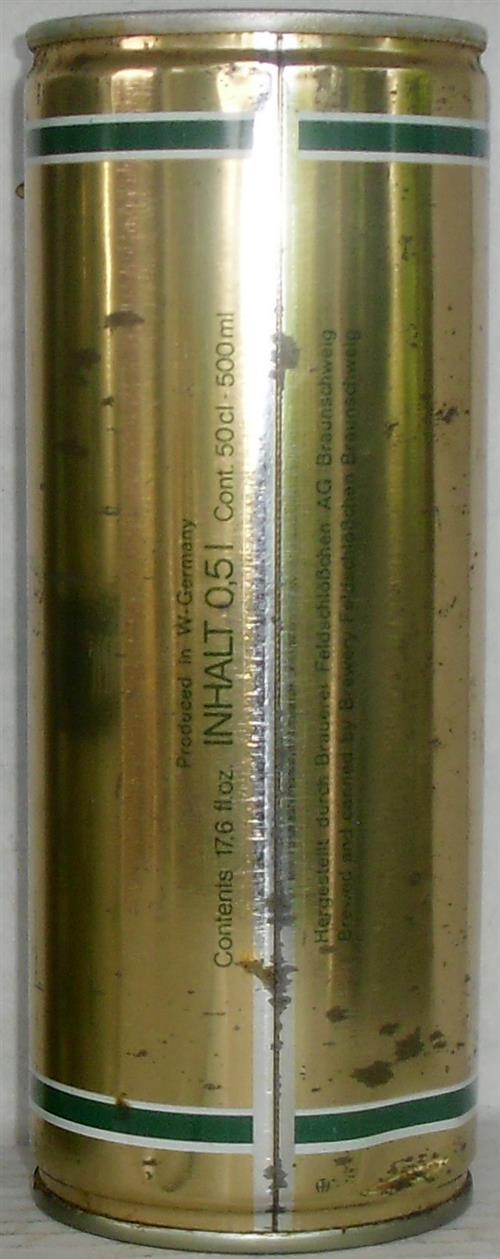 Produced in W.-Germany
Contents 17,6 fl.oz. INHALT 0,5 l Cont. 50 cl - 500 ml
Hergestellt durch Brauerei Feldschlößchen AG Braunschweig
Brewed and canned by Brewery Feldschlößchen Braunschweig